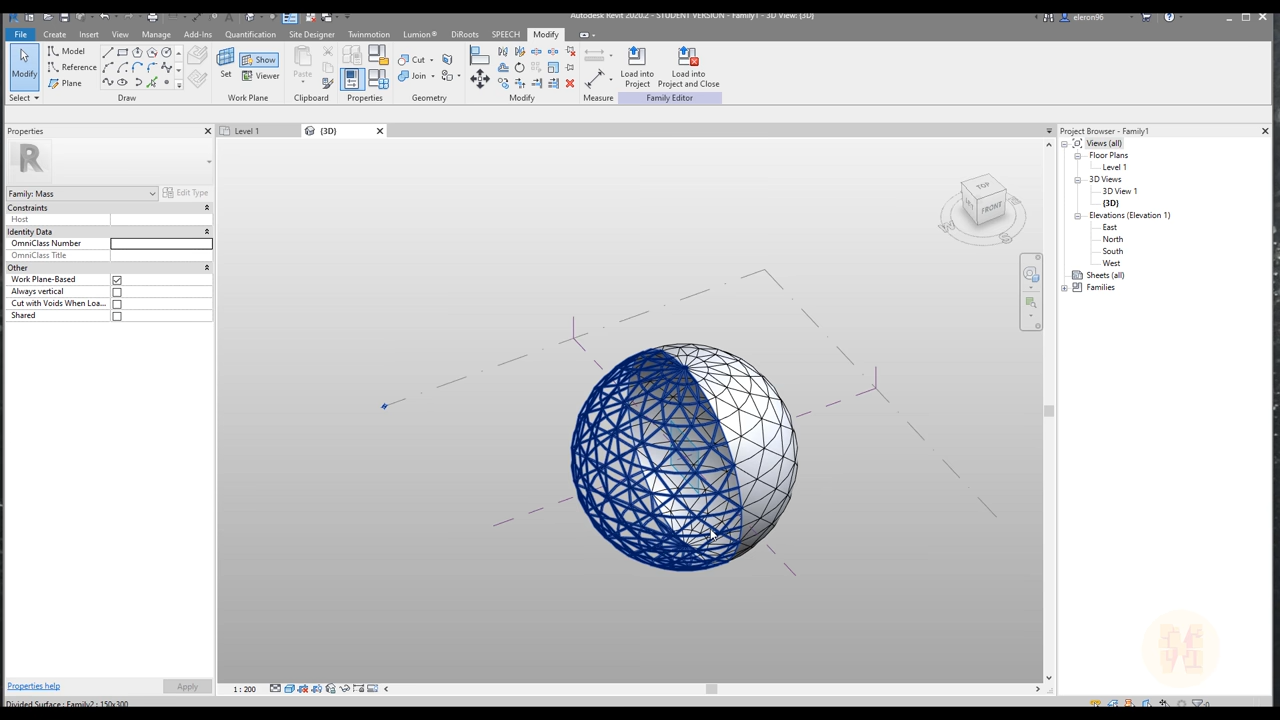 Autodesk Revit 2020.2 - STUDENT VERSION - Family1 - 3D View: {3D}
eleron96
File Create Insert View Manage Add-Ins Quantification Site Designer Twinmotion Lumion® DiRoots SPEECH Modify
Modify
Model
Reference
Plane
Set
Show
Viewer
Paste
Cut
Join
Load into
Project
Load into
Project and Close
Select Draw Work Plane Clipboard Properties Geometry Modify Measure Family Editor
Properties
Family: Mass
Edit Type
Constraints
Host
Identity Data
OmniClass Number
OmniClass Title
Other
Work Plane-Based
Always vertical
Cut with Voids When Loa...
Shared
Properties help
Apply
Level 1
{3D}
TOP
FRONT
W
S
1 : 200
Project Browser - Family1
Views (all)
Floor Plans
Level 1
3D Views
3D View 1
{3D}
Elevations (Elevation 1)
East
North
South
West
Sheets (all)
Families
Divided Surface : Family2 : 150x300